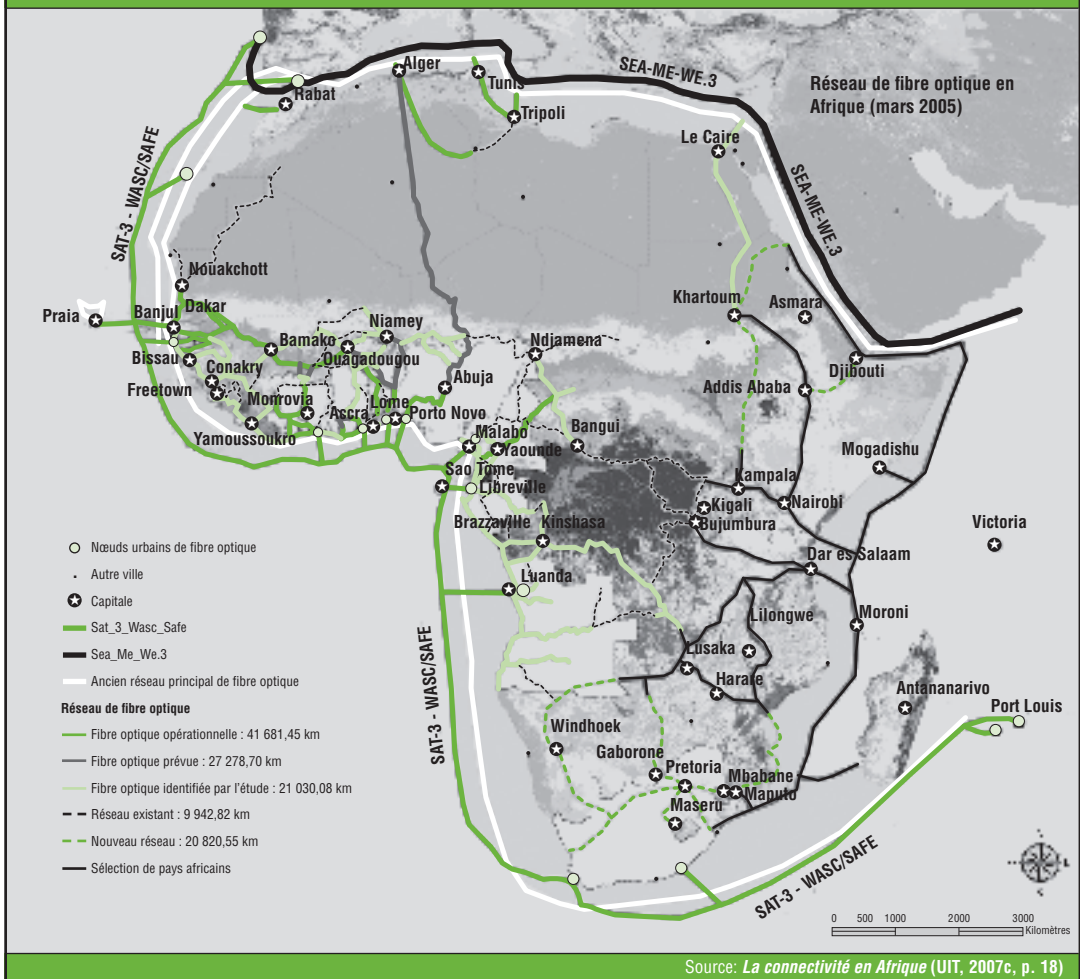 SEA-ME-WE.3
Réseau de fibre optique en
Afrique (mars 2005)
Alger
Tunis
Rabat
Tripoli
Le Caire
SEA-ME-WE.3
SAT-3 - WASC/SAFE
Nouakchott
Praia
Banjul
Dakar
Khartoum
Asmara
Niamey
Bamako
Ouagadougou
Ndjamena
Bissau
Conakry
Djibouti
Freetown
Monrovia
Abuja
Addis Ababa
Accra
Lome
Porto Novo
Yamoussoukro
Malabo
Yaounde
Bangui
Mogadishu
Sao Tome
Libreville
Kampala
Kigali
Nairobi
Brazzaville
Kinshasa
Bujumbura
Victoria
Dar es Salaam
Luanda
Lilongwe
Moroni
Lusaka
Harare
Antananarivo
Port Louis
SAT-3 - WASC/SAFE
Windhoek
Gaborone
Pretoria
Mbabane
Maputo
Maseru
SAT-3 - WASC/SAFE
Nœuds urbains de fibre optique
Autre ville
Capitale
Sat_3_Wasc_Safe
Sea_Me_We.3
Ancien réseau principal de fibre optique
Réseau de fibre optique
Fibre optique opérationnelle : 41 681,45 km
Fibre optique prévue : 27 278,70 km
Fibre optique identifiée par l'étude : 21 030,08 km
Réseau existant : 9 942,82 km
Nouveau réseau : 20 820,55 km
Sélection de pays africains
0 500 1000 2000 3000
Kilomètres
Source: La connectivité en Afrique (UIT, 2007c, p. 18)